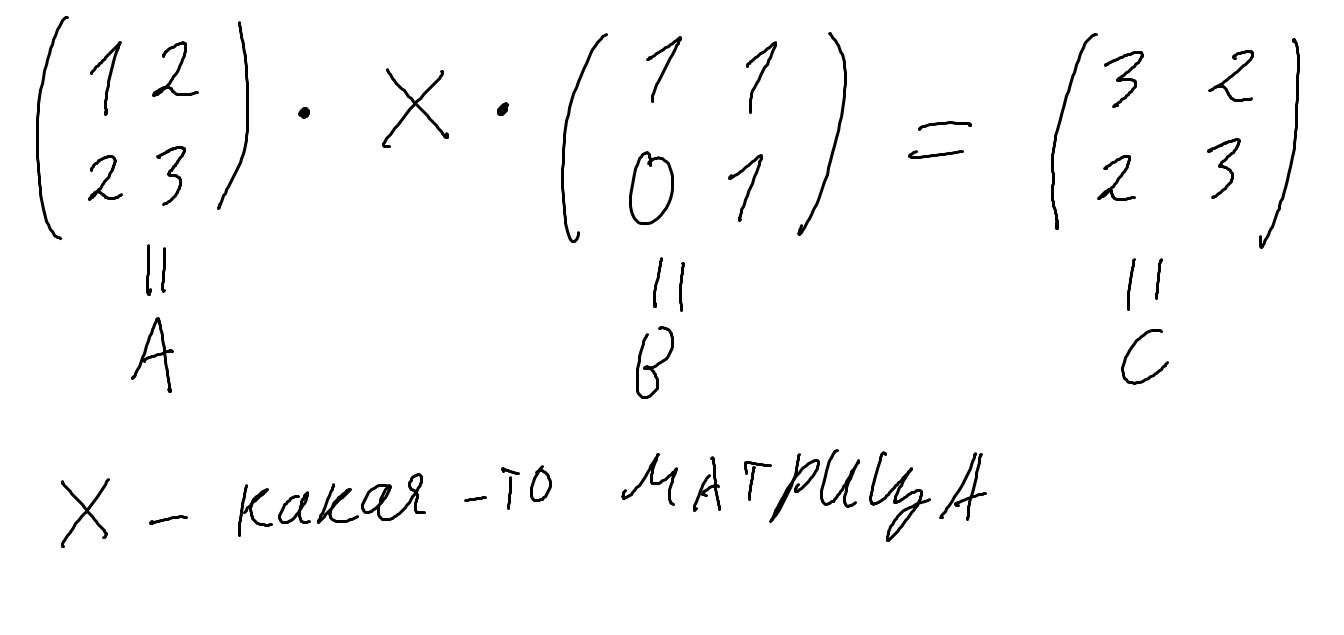 ( 1 2 ) · X · ( 1 1 ) = ( 3 2 )
( 2 3 ) ( 0 1 ) ( 2 3 )
|| || ||
A B C
X – какая-то матрица